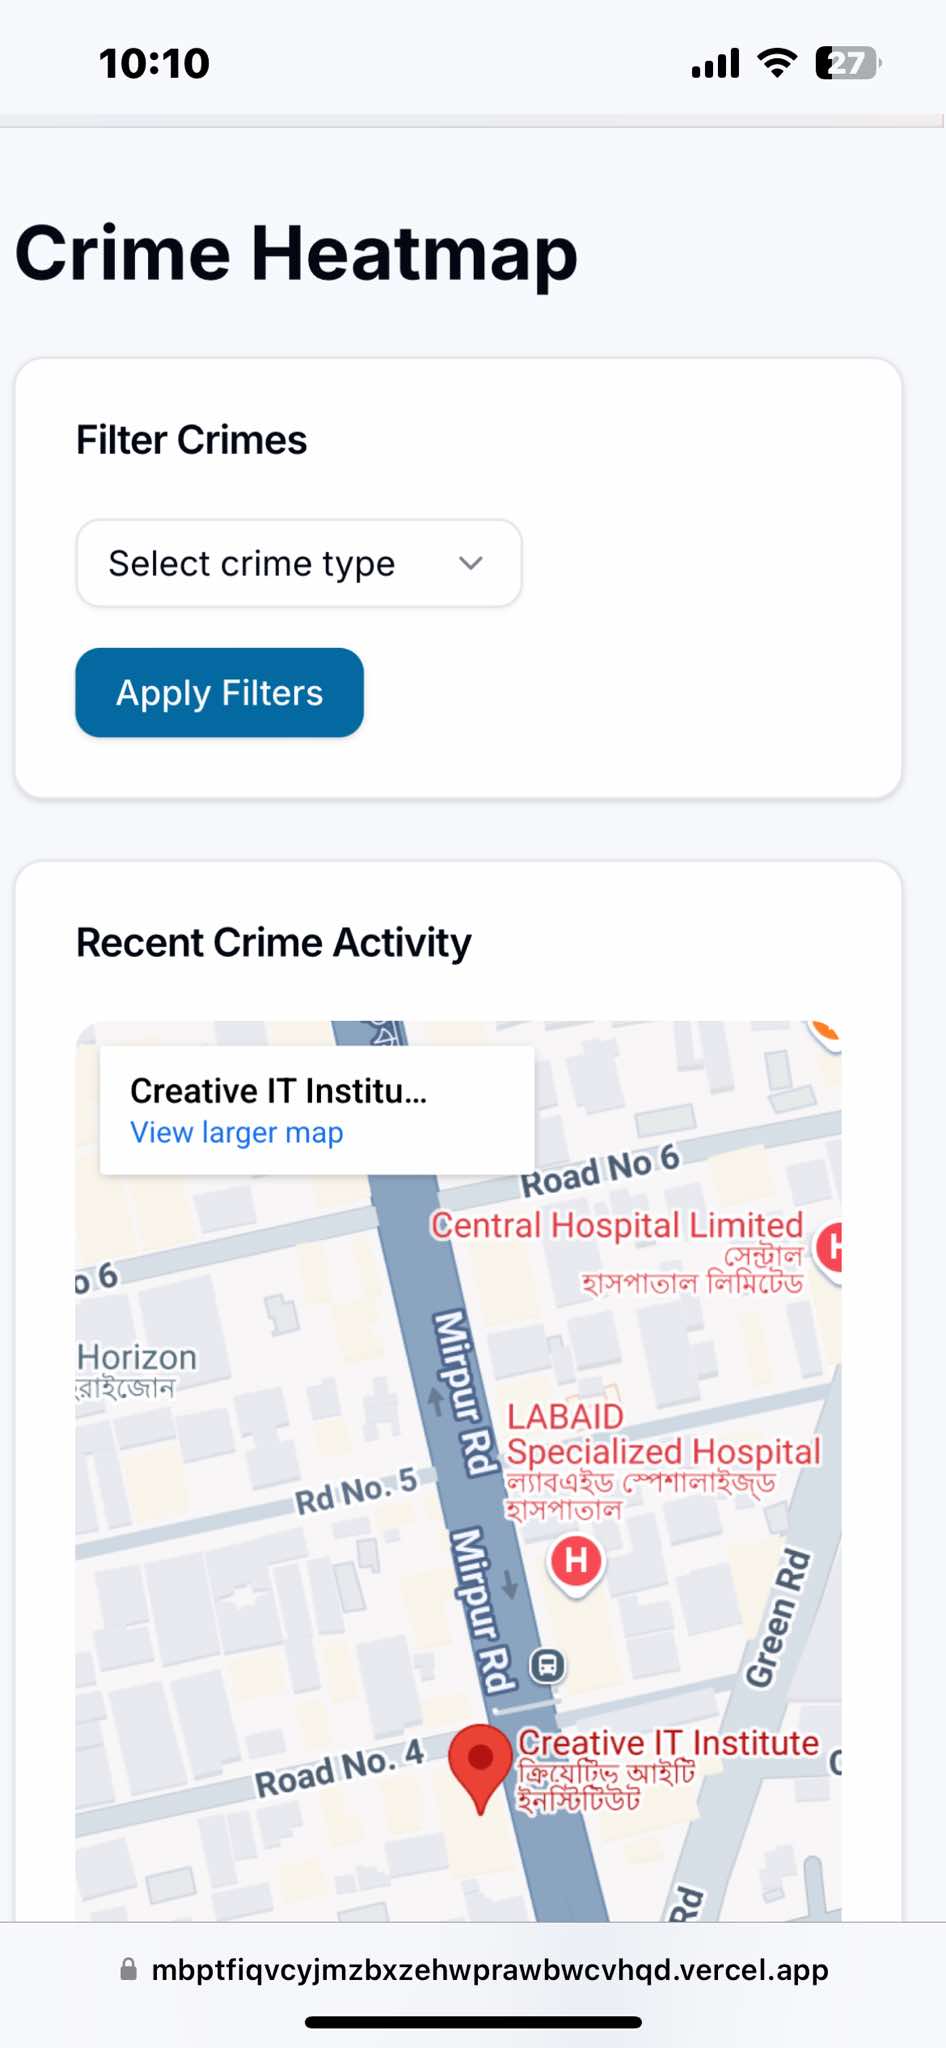 10:10
27
Crime Heatmap
Filter Crimes
Select crime type
Apply Filters
Recent Crime Activity
Creative IT Institu...
View larger map
Road No 6
Central Hospital Limited
সেন্ট্রাল
হাসপাতাল লিমিটেড
H
o 6
Horizon
রাইজোন
Mirpur Rd
LABAID
Specialized Hospital
ল্যাবএইড স্পেশালাইজ্ড
হাসপাতাল
H
Rd No. 5
Mirpur Rd
Green Rd
Creative IT Institute
ক্রিয়েটিভ আইটি
ইনস্টিটিউট
Road No. 4
Rd
mbptfiqvcyjmzbxzehwprawbwcvhqd.vercel.app